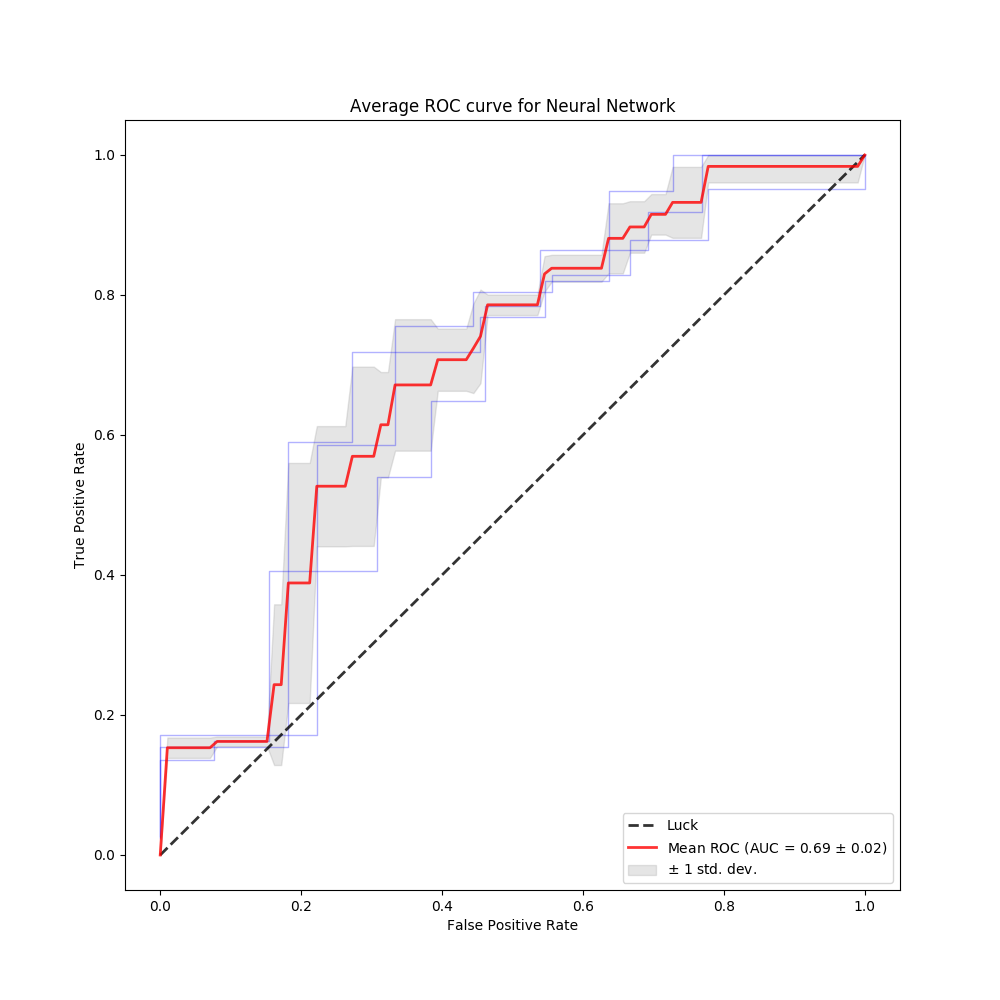 Average ROC curve for Neural Network
True Positive Rate
1.0
0.8
0.6
0.4
0.2
0.0
0.0 0.2 0.4 0.6 0.8 1.0
False Positive Rate
Luck
Mean ROC (AUC = 0.69 ± 0.02)
± 1 std. dev.